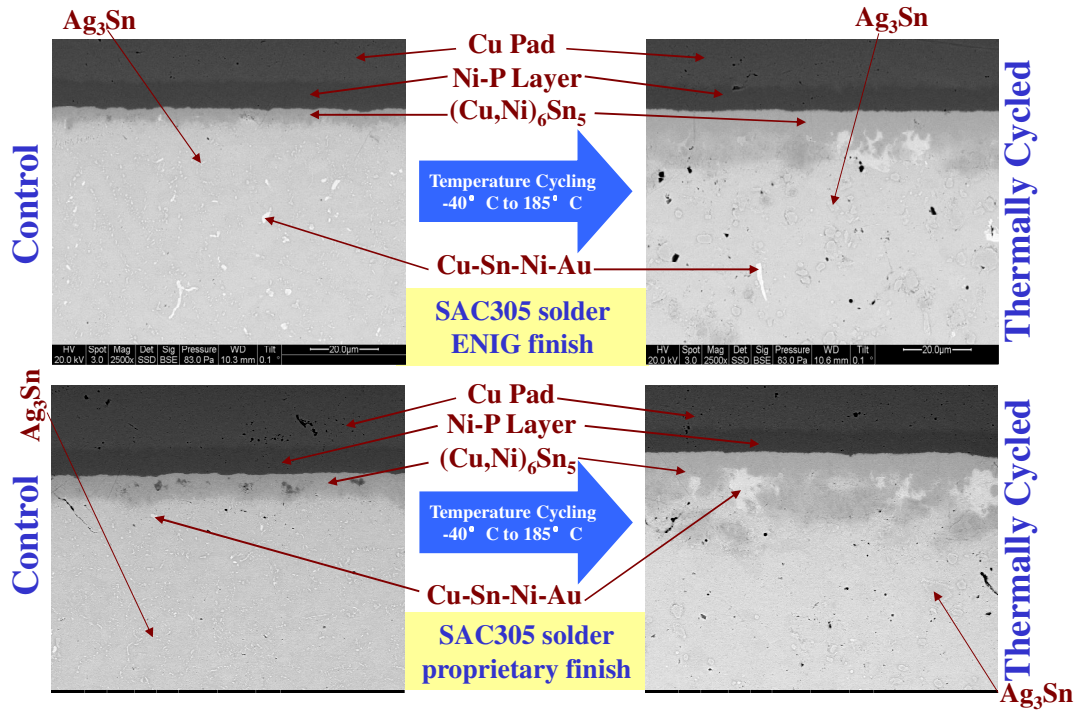 Ag₃Sn
Ag₃Sn
Cu Pad
Ni-P Layer
(Cu,Ni)₆Sn₅
Control
Temperature Cycling
-40° C to 185° C
Thermally Cycled
Cu-Sn-Ni-Au
SAC305 solder
ENIG finish
HV Spot Mag Det Sig Pressure WD Tilt 20.0µm
20.0 kV 3.0 2500x SSD BSE 83.0 Pa 10.3 mm 0.1 °
HV Spot Mag Det Sig Pressure WD Tilt 20.0µm
20.0 kV 3.0 2500x SSD BSE 83.0 Pa 10.6 mm 0.1 °
Ag₃Sn
Cu Pad
Ni-P Layer
(Cu,Ni)₆Sn₅
Control
Temperature Cycling
-40° C to 185° C
Thermally Cycled
Cu-Sn-Ni-Au
SAC305 solder
proprietary finish
Ag₃Sn